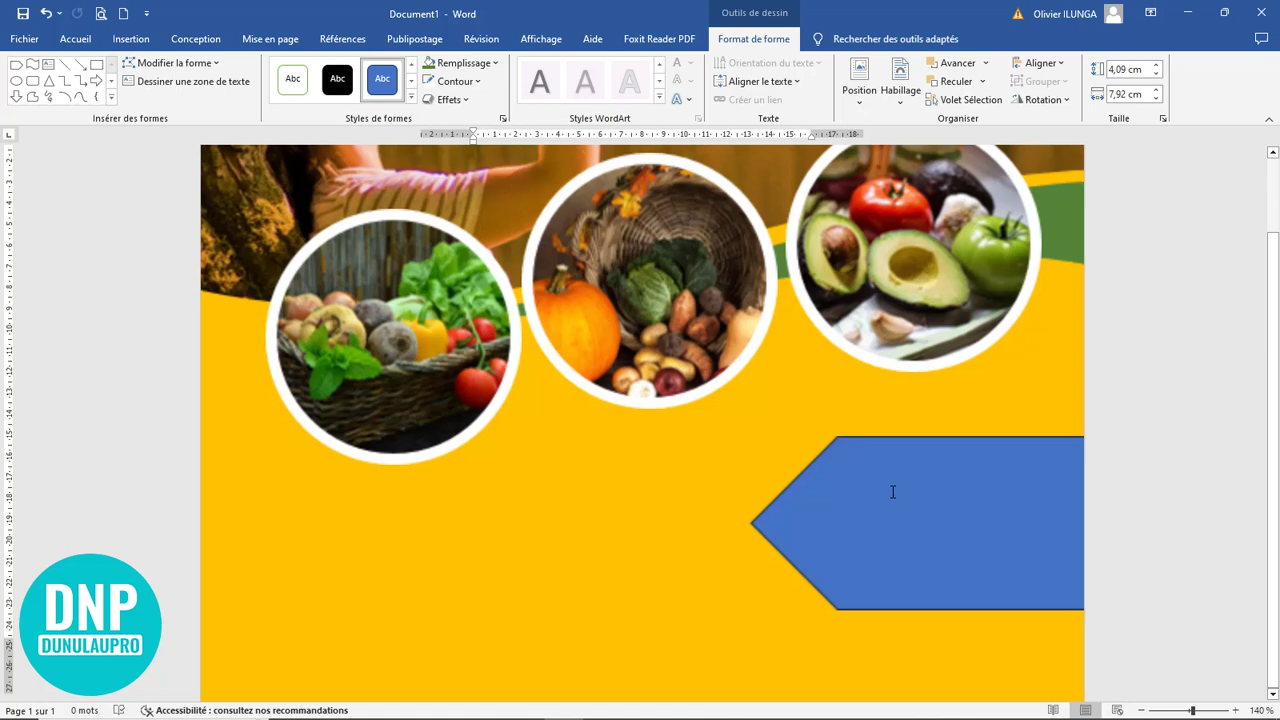 Document1 - Word
Outils de dessin
Olivier ILUNGA
Fichier Accueil Insertion Conception Mise en page Références Publipostage Révision Affichage Aide Foxit Reader PDF Format de forme Rechercher des outils adaptés
Modifier la forme
Dessiner une zone de texte
Insérer des formes
Abc Abc Abc
Remplissage
Contour
Effets
Styles de formes
A A A
Styles WordArt
Orientation du texte
Aligner le texte
Créer un lien
Texte
Position
Habillage
Avancer
Reculer
Volet Sélection
Aligner
Grouper
Rotation
Organiser
4,09 cm
7,92 cm
Taille
DNP
DUNULAUPRO
Page 1 sur 1 0 mots Accessibilité : consultez nos recommandations 140 %